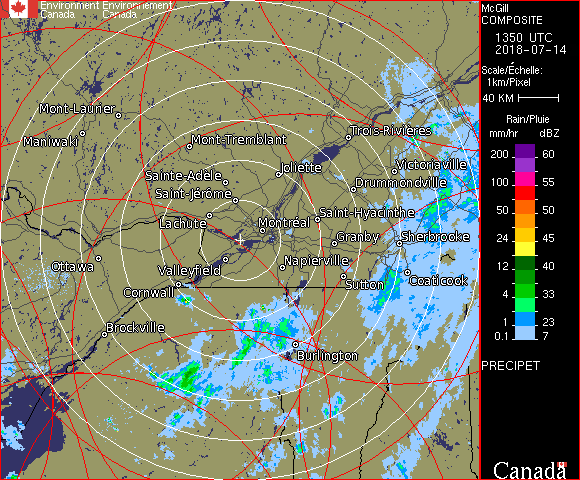 Environment Environnement
Canada Canada
McGill
COMPOSITE
1350 UTC
2018-07-14
Scale/Échelle:
1km/Pixel
40 KM
Rain/Pluie
mm/hr dBZ
200 60
150 57
100 55
50 50
24 45
12 40
4 33
1 23
0.1 7
PRECIPET
Canada
Mont-Laurier
Maniwaki
Mont-Tremblant
Trois-Rivières
Sainte-Adèle
Joliette
Victoriaville
Saint-Jérôme
Drummondville
Lachute
Montréal
Saint-Hyacinthe
Granby
Sherbrooke
Ottawa
Valleyfield
Napierville
Cornwall
Sutton
Coaticook
Brockville
Burlington